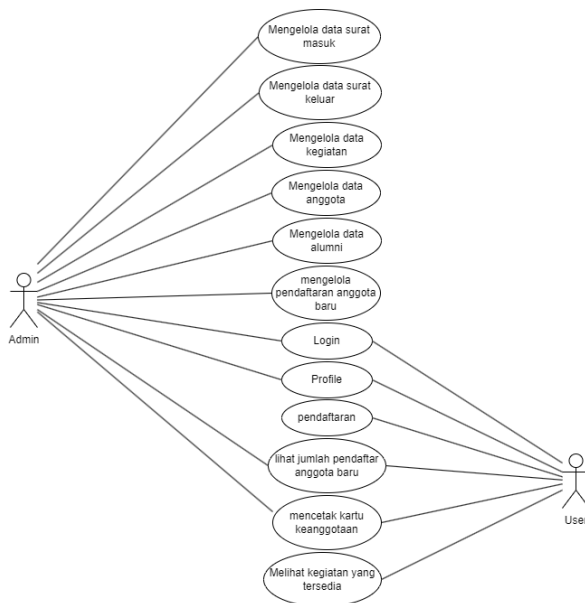 Mengelola data surat
masuk
Mengelola data surat
keluar
Mengelola data
kegiatan
Mengelola data
anggota
Mengelola data
alumni
mengelola
pendaftaran anggota
baru
Admin
Login
Profile
pendaftaran
lihat jumlah pendaftar
anggota baru
mencetak kartu
keanggotaan
User
Melihat kegiatan yang
tersedia